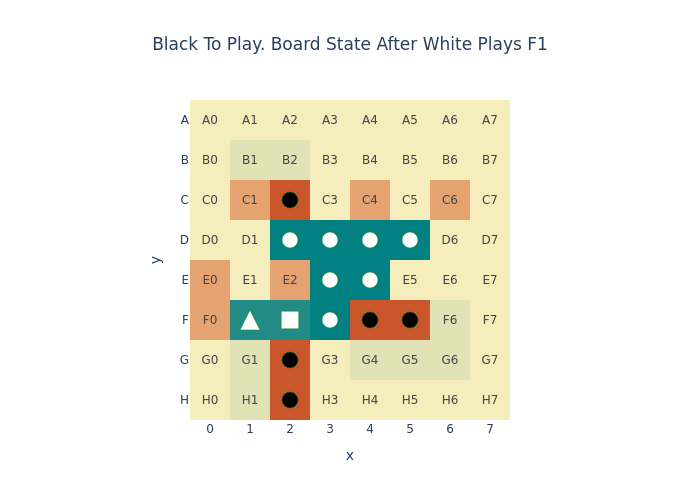 Black To Play. Board State After White Plays F1
A A0 A1 A2 A3 A4 A5 A6 A7
B B0 B1 B2 B3 B4 B5 B6 B7
C C0 C1 C3 C4 C5 C6 C7
D D0 D1 D6 D7
y
E E0 E1 E2 E5 E6 E7
F F0 F6 F7
G G0 G1 G3 G4 G5 G6 G7
H H0 H1 H3 H4 H5 H6 H7
0 1 2 3 4 5 6 7
x